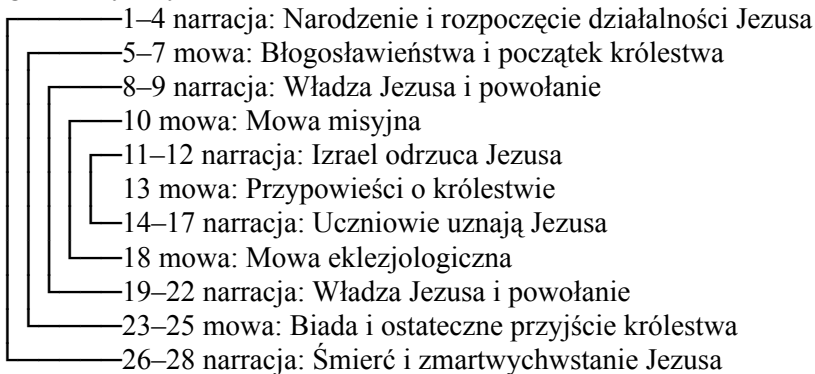 1–4 narracja: Narodzenie i rozpoczęcie działalności Jezusa
5–7 mowa: Błogosławieństwa i początek królestwa
8–9 narracja: Władza Jezusa i powołanie
10 mowa: Mowa misyjna
11–12 narracja: Izrael odrzuca Jezusa
13 mowa: Przypowieści o królestwie
14–17 narracja: Uczniowie uznają Jezusa
18 mowa: Mowa eklezjologiczna
19–22 narracja: Władza Jezusa i powołanie
23–25 mowa: Biada i ostateczne przyjście królestwa
26–28 narracja: Śmierć i zmartwychwstanie Jezusa